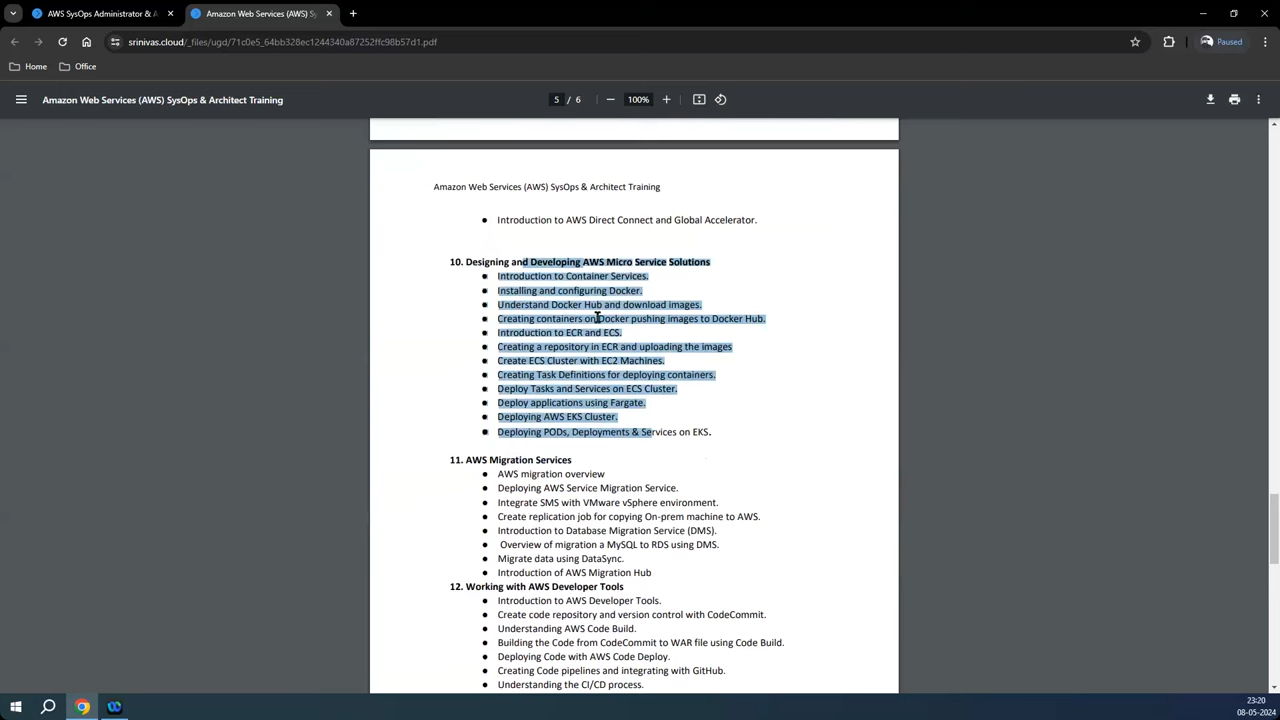 AWS SysOps Administrator & A
Amazon Web Services (AWS) Sy
srinivas.cloud/_files/ugd/71c0e5_64bb328ec1244340a87252ffc98b57d1.pdf
Paused
Home
Office
Amazon Web Services (AWS) SysOps & Architect Training
5 / 6
100%
Amazon Web Services (AWS) SysOps & Architect Training
● Introduction to AWS Direct Connect and Global Accelerator.
10. Designing and Developing AWS Micro Service Solutions
● Introduction to Container Services.
● Installing and configuring Docker.
● Understand Docker Hub and download images.
● Creating containers on Docker pushing images to Docker Hub.
● Introduction to ECR and ECS.
● Creating a repository in ECR and uploading the images
● Create ECS Cluster with EC2 Machines.
● Creating Task Definitions for deploying containers.
● Deploy Tasks and Services on ECS Cluster.
● Deploy applications using Fargate.
● Deploying AWS EKS Cluster.
● Deploying PODs, Deployments & Services on EKS.
11. AWS Migration Services
● AWS migration overview
● Deploying AWS Service Migration Service.
● Integrate SMS with VMware vSphere environment.
● Create replication job for copying On-prem machine to AWS.
● Introduction to Database Migration Service (DMS).
● Overview of migration a MySQL to RDS using DMS.
● Migrate data using DataSync.
● Introduction of AWS Migration Hub
12. Working with AWS Developer Tools
● Introduction to AWS Developer Tools.
● Create code repository and version control with CodeCommit.
● Understanding AWS Code Build.
● Building the Code from CodeCommit to WAR file using Code Build.
● Deploying Code with AWS Code Deploy.
● Creating Code pipelines and integrating with GitHub.
● Understanding the CI/CD process.
23:20
08-05-2024